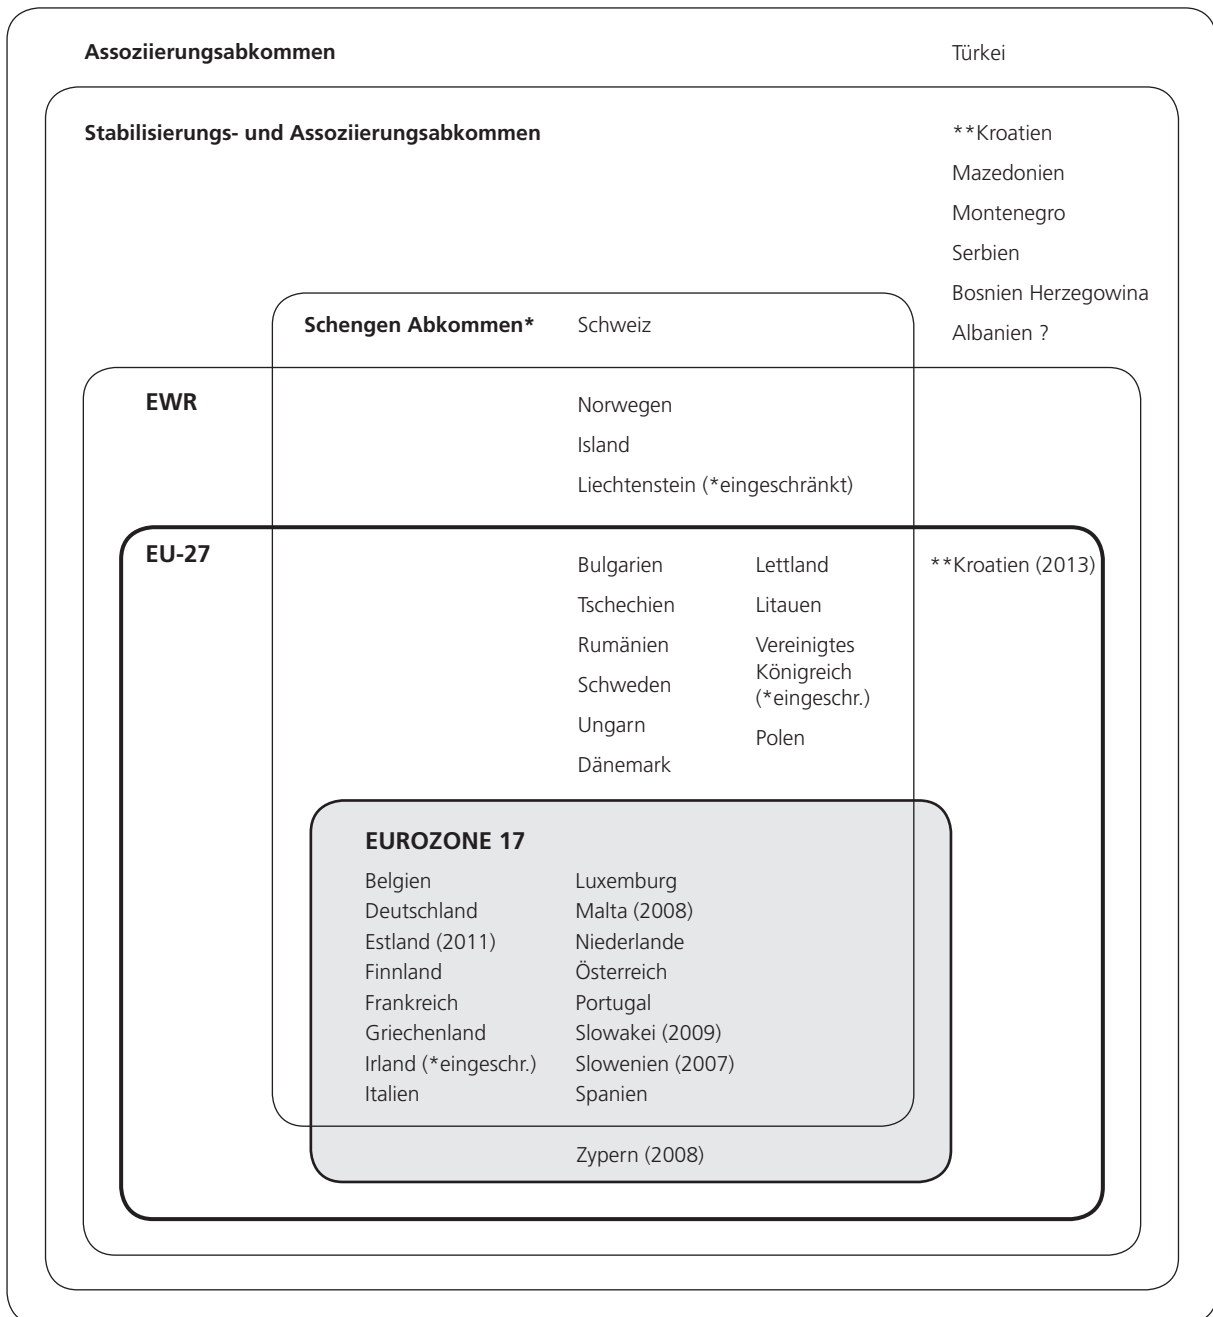 Assoziierungsabkommen
Türkei
Stabilisierungs- und Assoziierungsabkommen
**Kroatien
Mazedonien
Montenegro
Serbien
Bosnien Herzegowina
Albanien ?
Schengen Abkommen*
Schweiz
EWR
Norwegen
Island
Liechtenstein (*eingeschränkt)
EU-27
Bulgarien
Tschechien
Rumänien
Schweden
Ungarn
Dänemark
Lettland
Litauen
Vereinigtes
Königreich
(*eingeschr.)
Polen
**Kroatien (2013)
EUROZONE 17
Belgien
Deutschland
Estland (2011)
Finnland
Frankreich
Griechenland
Irland (*eingeschr.)
Italien
Luxemburg
Malta (2008)
Niederlande
Österreich
Portugal
Slowakei (2009)
Slowenien (2007)
Spanien
Zypern (2008)